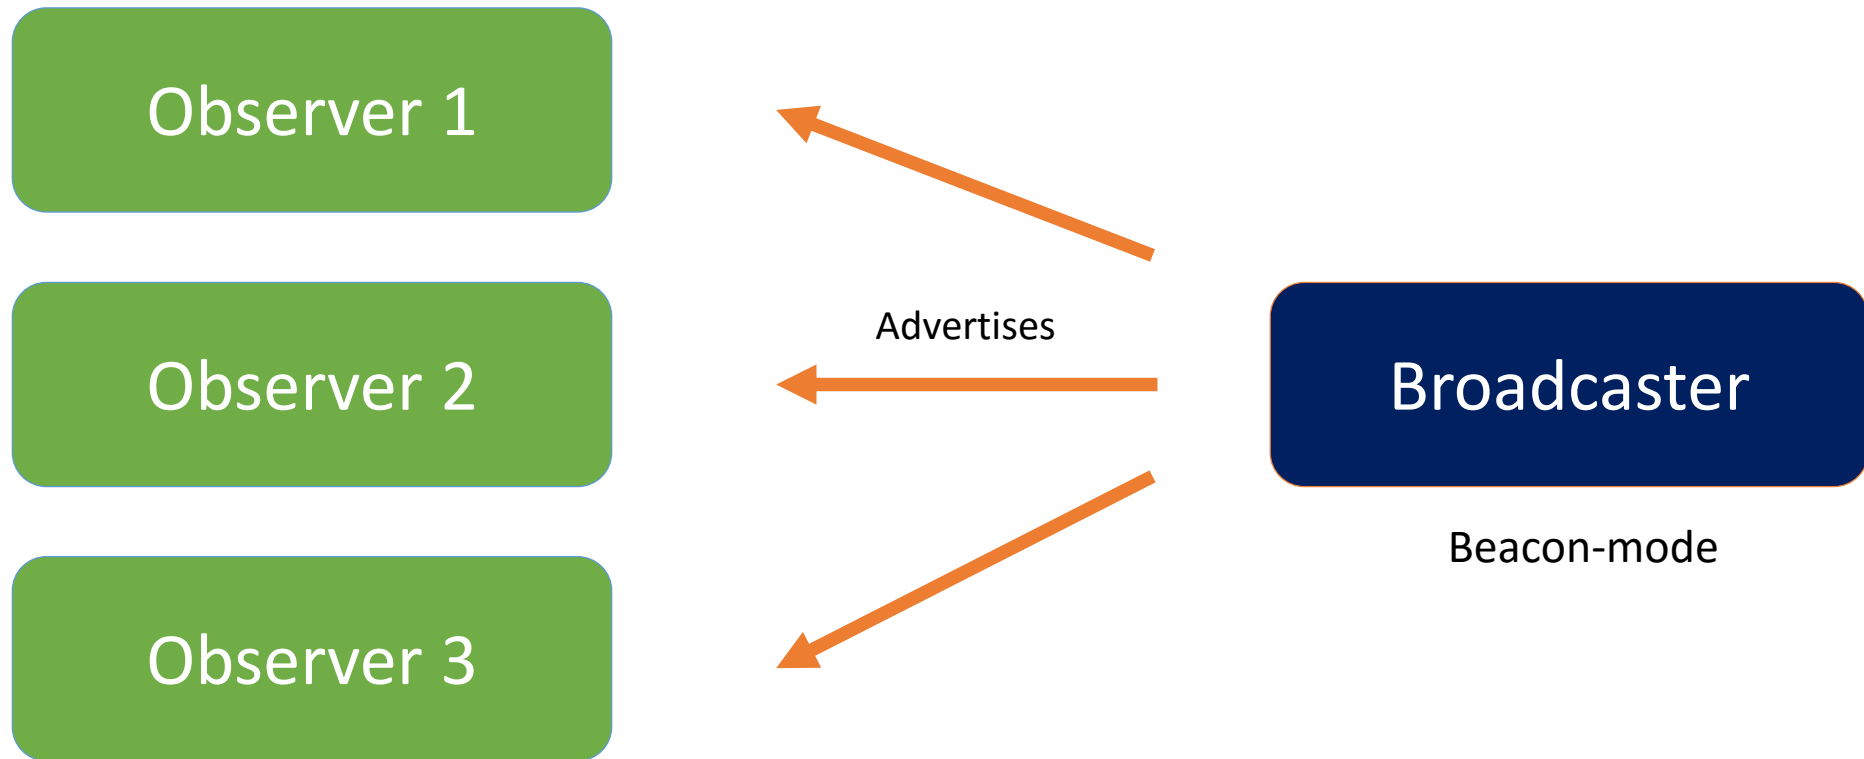 Observer 1
Advertises
Observer 2
Broadcaster
Beacon-mode
Observer 3